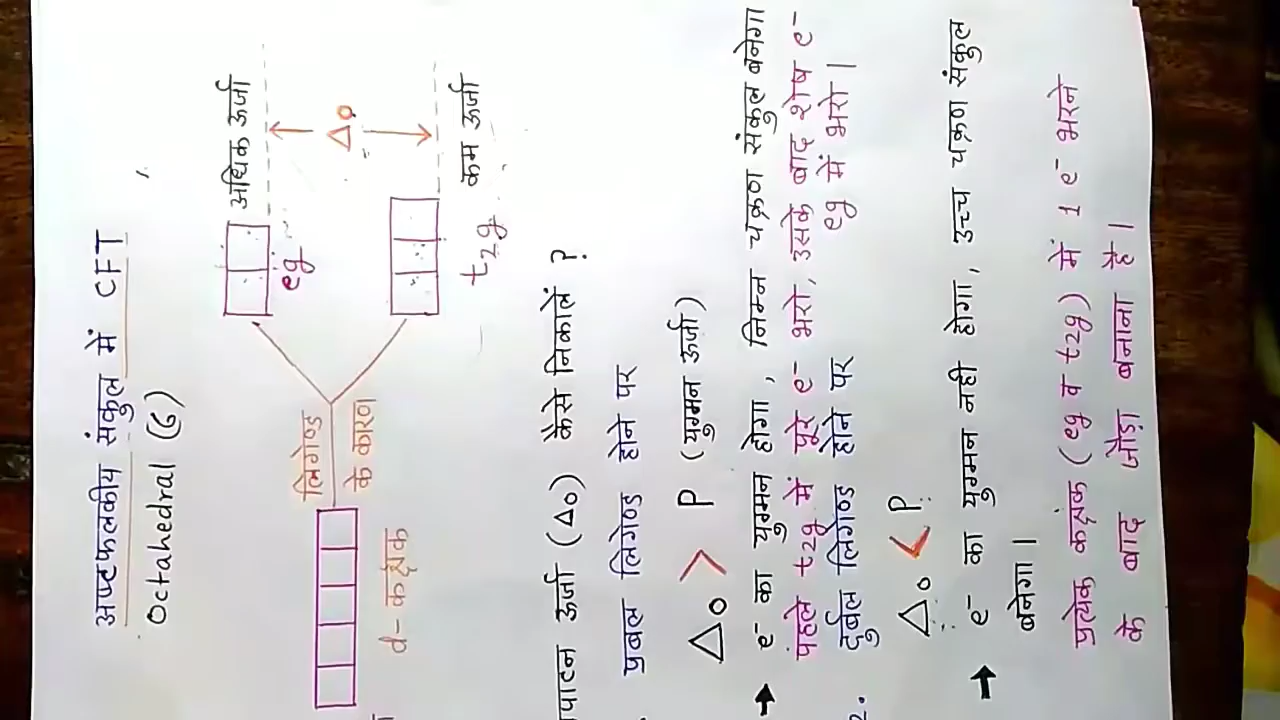 अष्टफलकीय संकुल में CFT
Octahedral (6)
लिगेण्ड
के कारण
d-कक्षक
अधिक ऊर्जा
eg
Δo
t2g
कम ऊर्जा
ऊर्जा (Δo) कैसे निकालें ?
प्रबल लिगेण्ड होने पर
Δo > P (युग्मन ऊर्जा)
→ e⁻ का युग्मन होगा, निम्न चक्रण संकुल बनेगा
पहले t2g में पुरे e⁻ भरो, उसके बाद शेष e⁻
eg में भरो।
2. दुर्बल लिगेण्ड होने पर
Δo < P
→ e⁻ का युग्मन नही होगा, उच्च चक्रण संकुल
बनेगा।
प्रत्येक कक्षक (eg व t2g) में 1 e⁻ भरने
के बाद जोड़ा बनाना है।